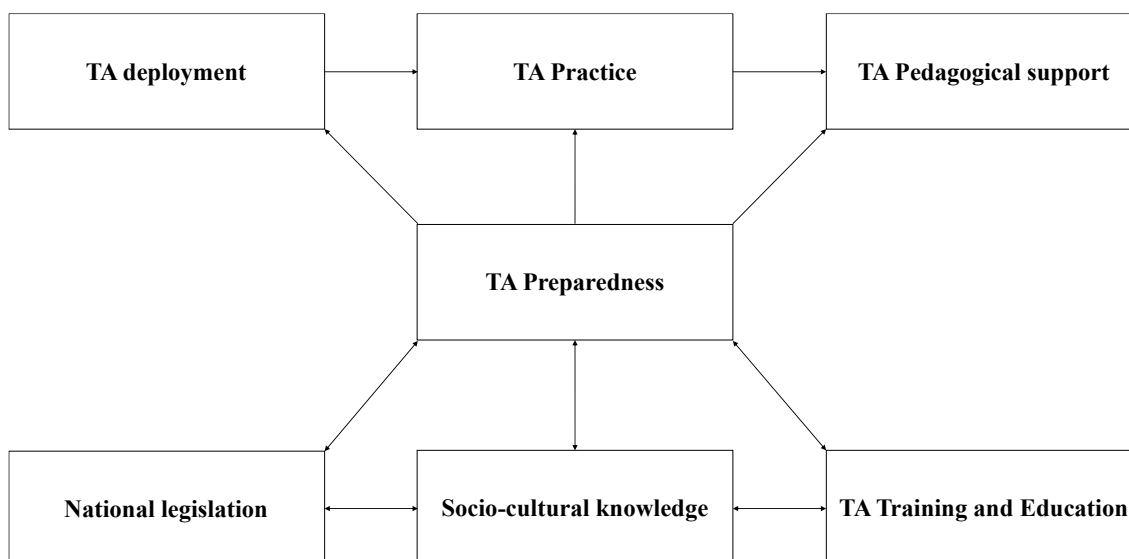 TA deployment
TA Practice
TA Pedagogical support
TA Preparedness
National legislation
Socio-cultural knowledge
TA Training and Education